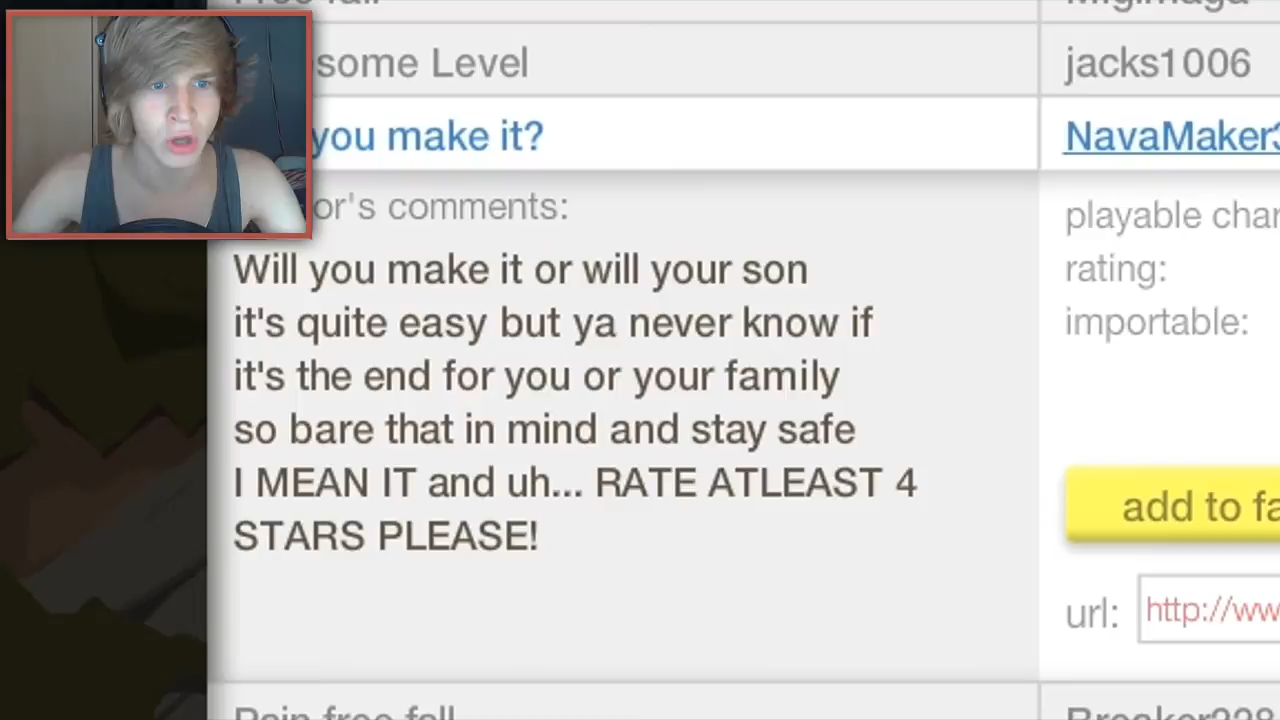 some Level jacks1006
you make it? NavaMaker
or's comments:
Will you make it or will your son
it's quite easy but ya never know if
it's the end for you or your family
so bare that in mind and stay safe
I MEAN IT and uh... RATE ATLEAST 4
STARS PLEASE!
playable char
rating:
importable:
add to fa
url: http://ww